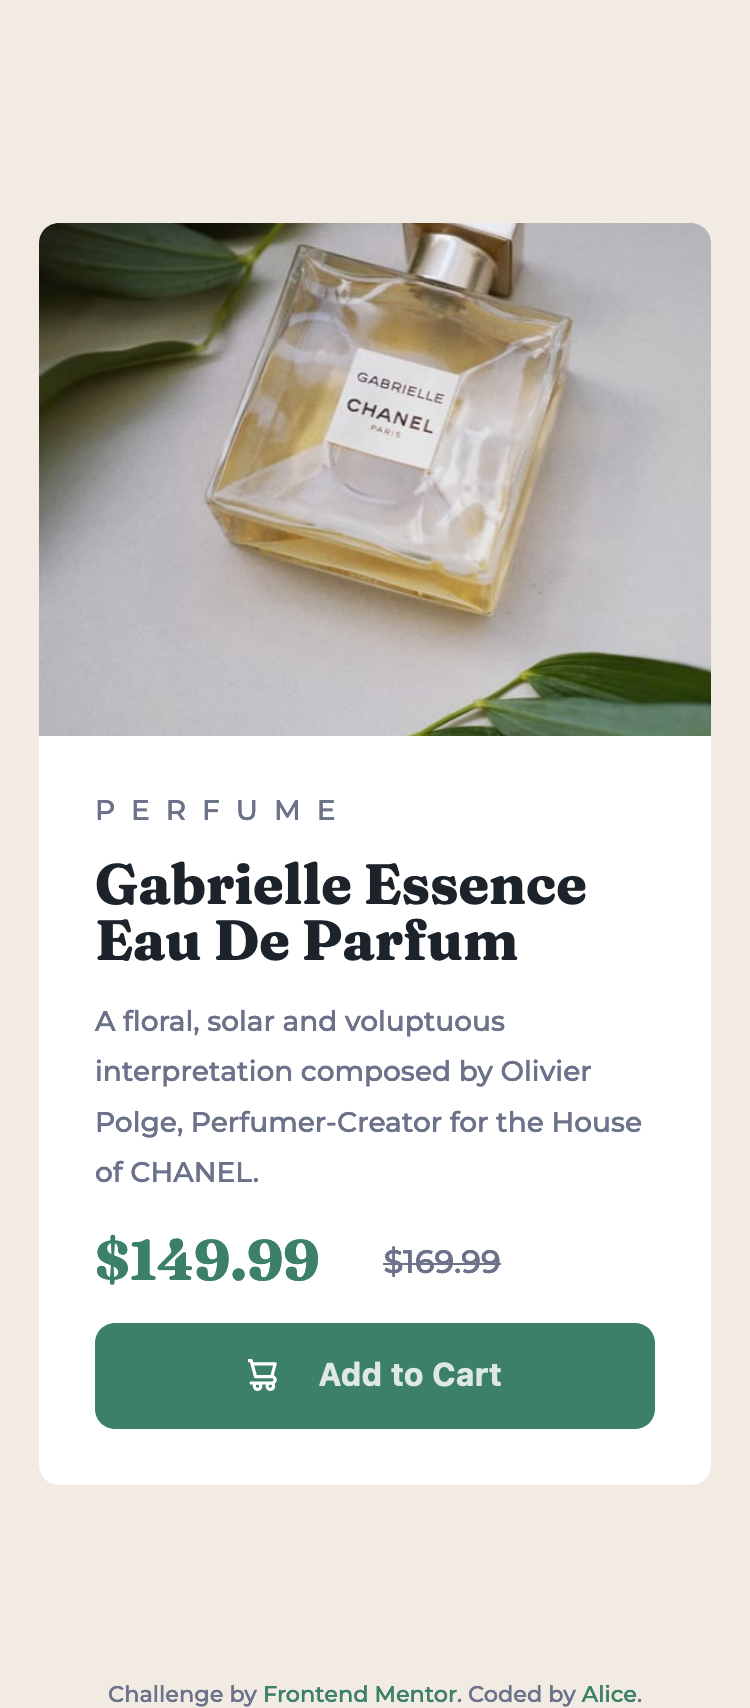 GABRIELLE
CHANEL
PARIS
PERFUME
Gabrielle Essence
Eau De Parfum
A floral, solar and voluptuous
interpretation composed by Olivier
Polge, Perfumer-Creator for the House
of CHANEL.
$149.99 $169.99
Add to Cart
Challenge by Frontend Mentor. Coded by Alice.